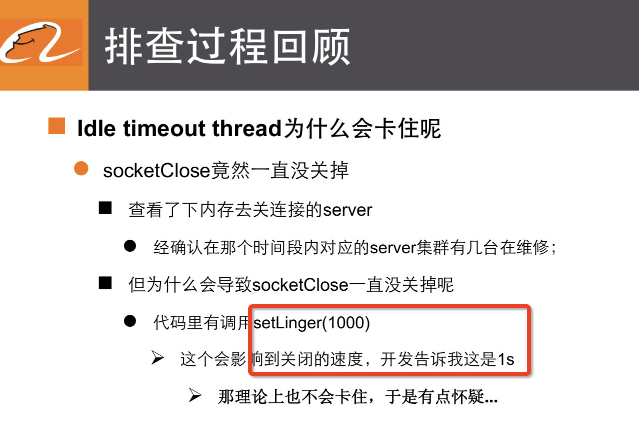 排查过程回顾
Idle timeout thread为什么会卡住呢
socketClose竟然一直没关掉
查看了下内存去关连接的server
经确认在那个时间段内对应的server集群有几台在维修；
但为什么会导致socketClose一直没关掉呢
代码里有调用setLinger(1000)
这个会影响到关闭的速度，开发告诉我这是1s
那理论上也不会卡住，于是有点怀疑...